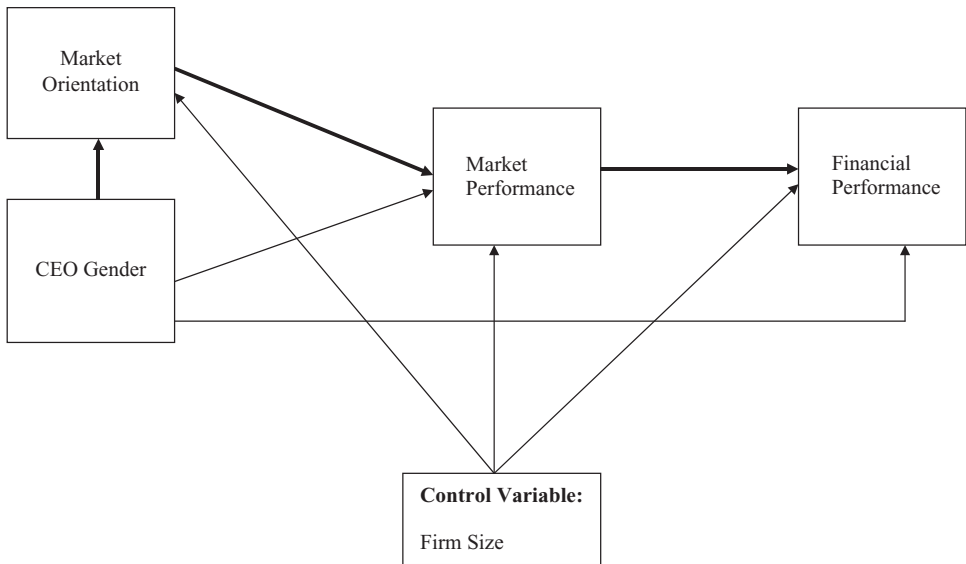 Market
Orientation
Market
Performance
Financial
Performance
CEO Gender
Control Variable:
Firm Size